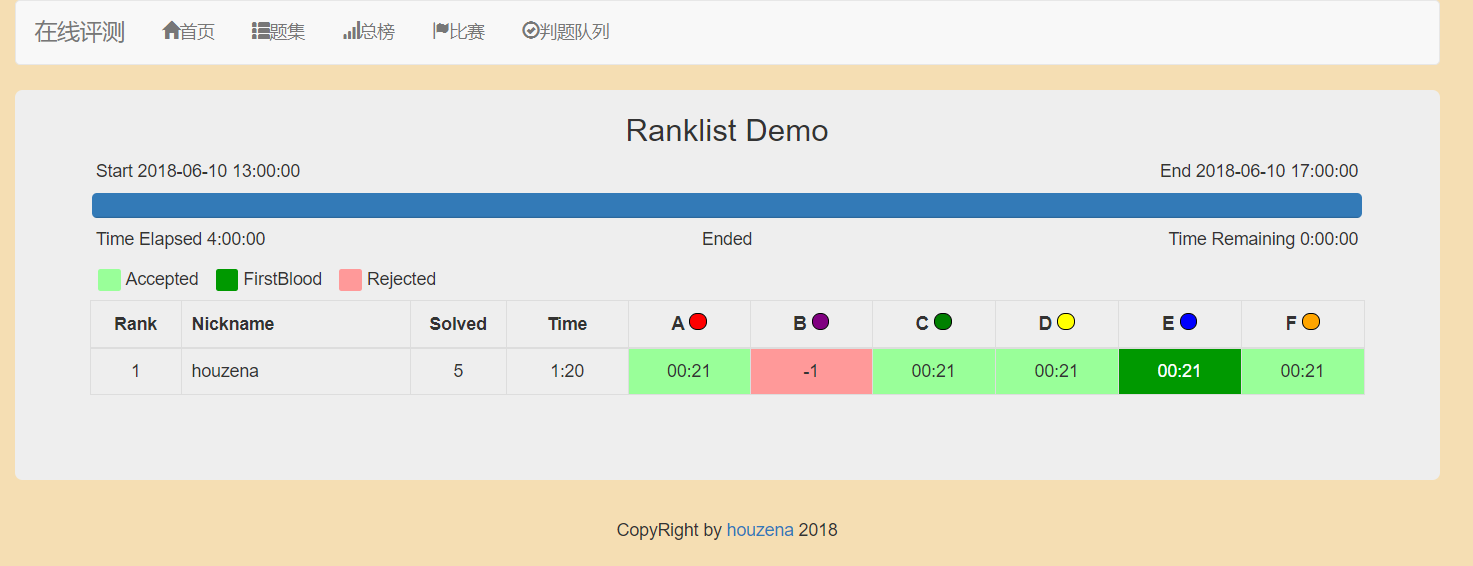 在线评测 首页 题集 总榜 比赛 判题队列
Ranklist Demo
Start 2018-06-10 13:00:00 End 2018-06-10 17:00:00
Time Elapsed 4:00:00 Ended Time Remaining 0:00:00
Accepted FirstBlood Rejected
Rank Nickname Solved Time A B C D E F
1 houzena 5 1:20 00:21 -1 00:21 00:21 00:21 00:21
CopyRight by houzena 2018